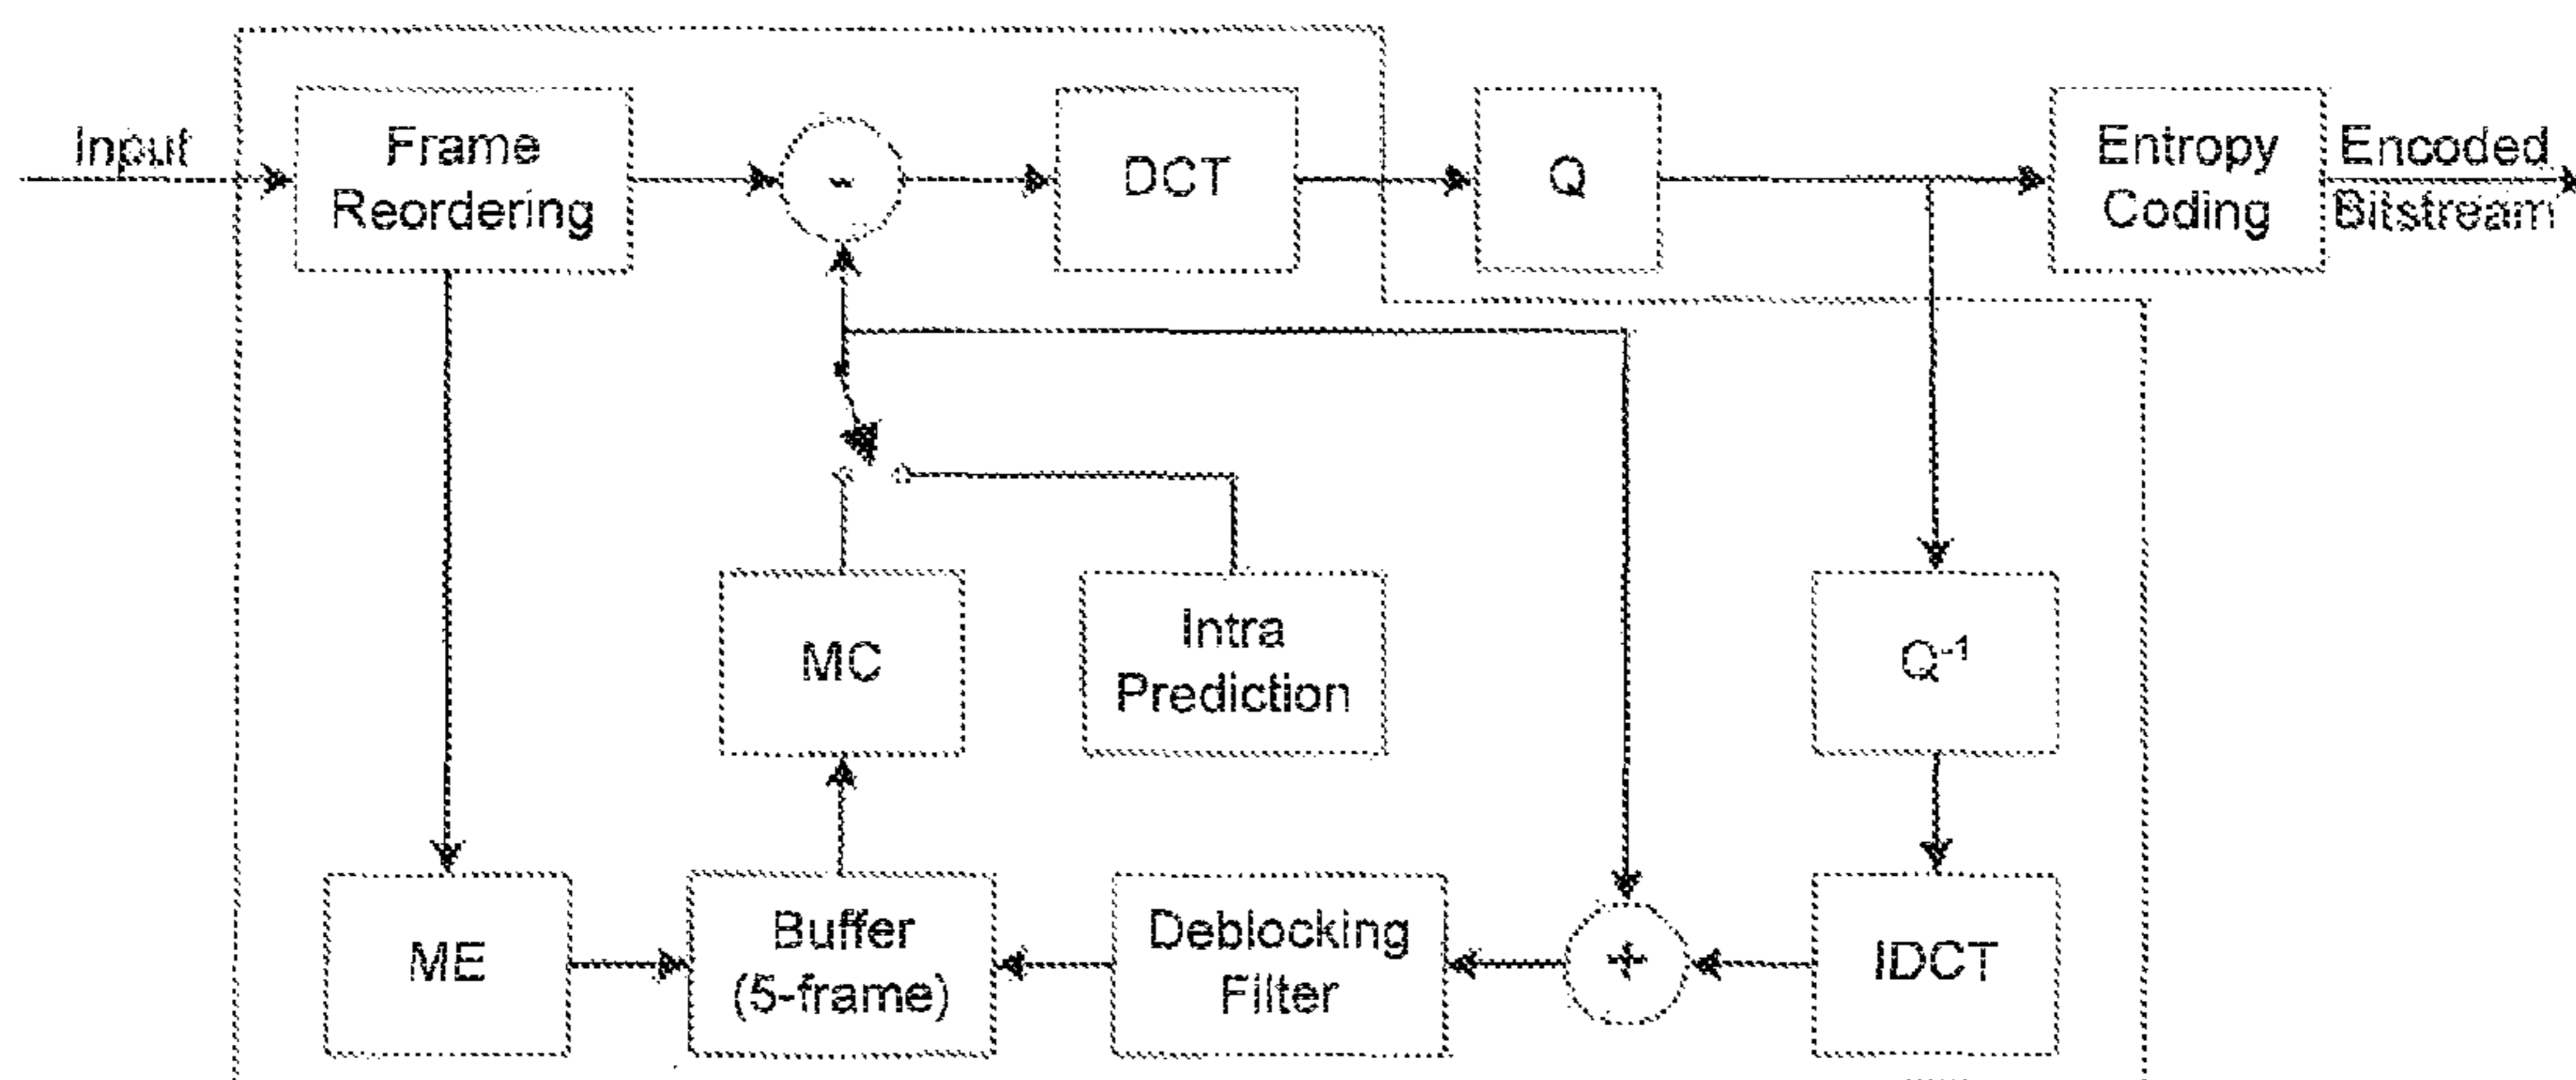 Input
Frame
Reordering
-
DCT
Q
Entropy
Coding
Encoded
Bitstream
MC
Intra
Prediction
Q-1
ME
Buffer
(5-frame)
Deblocking
Filter
+
IDCT